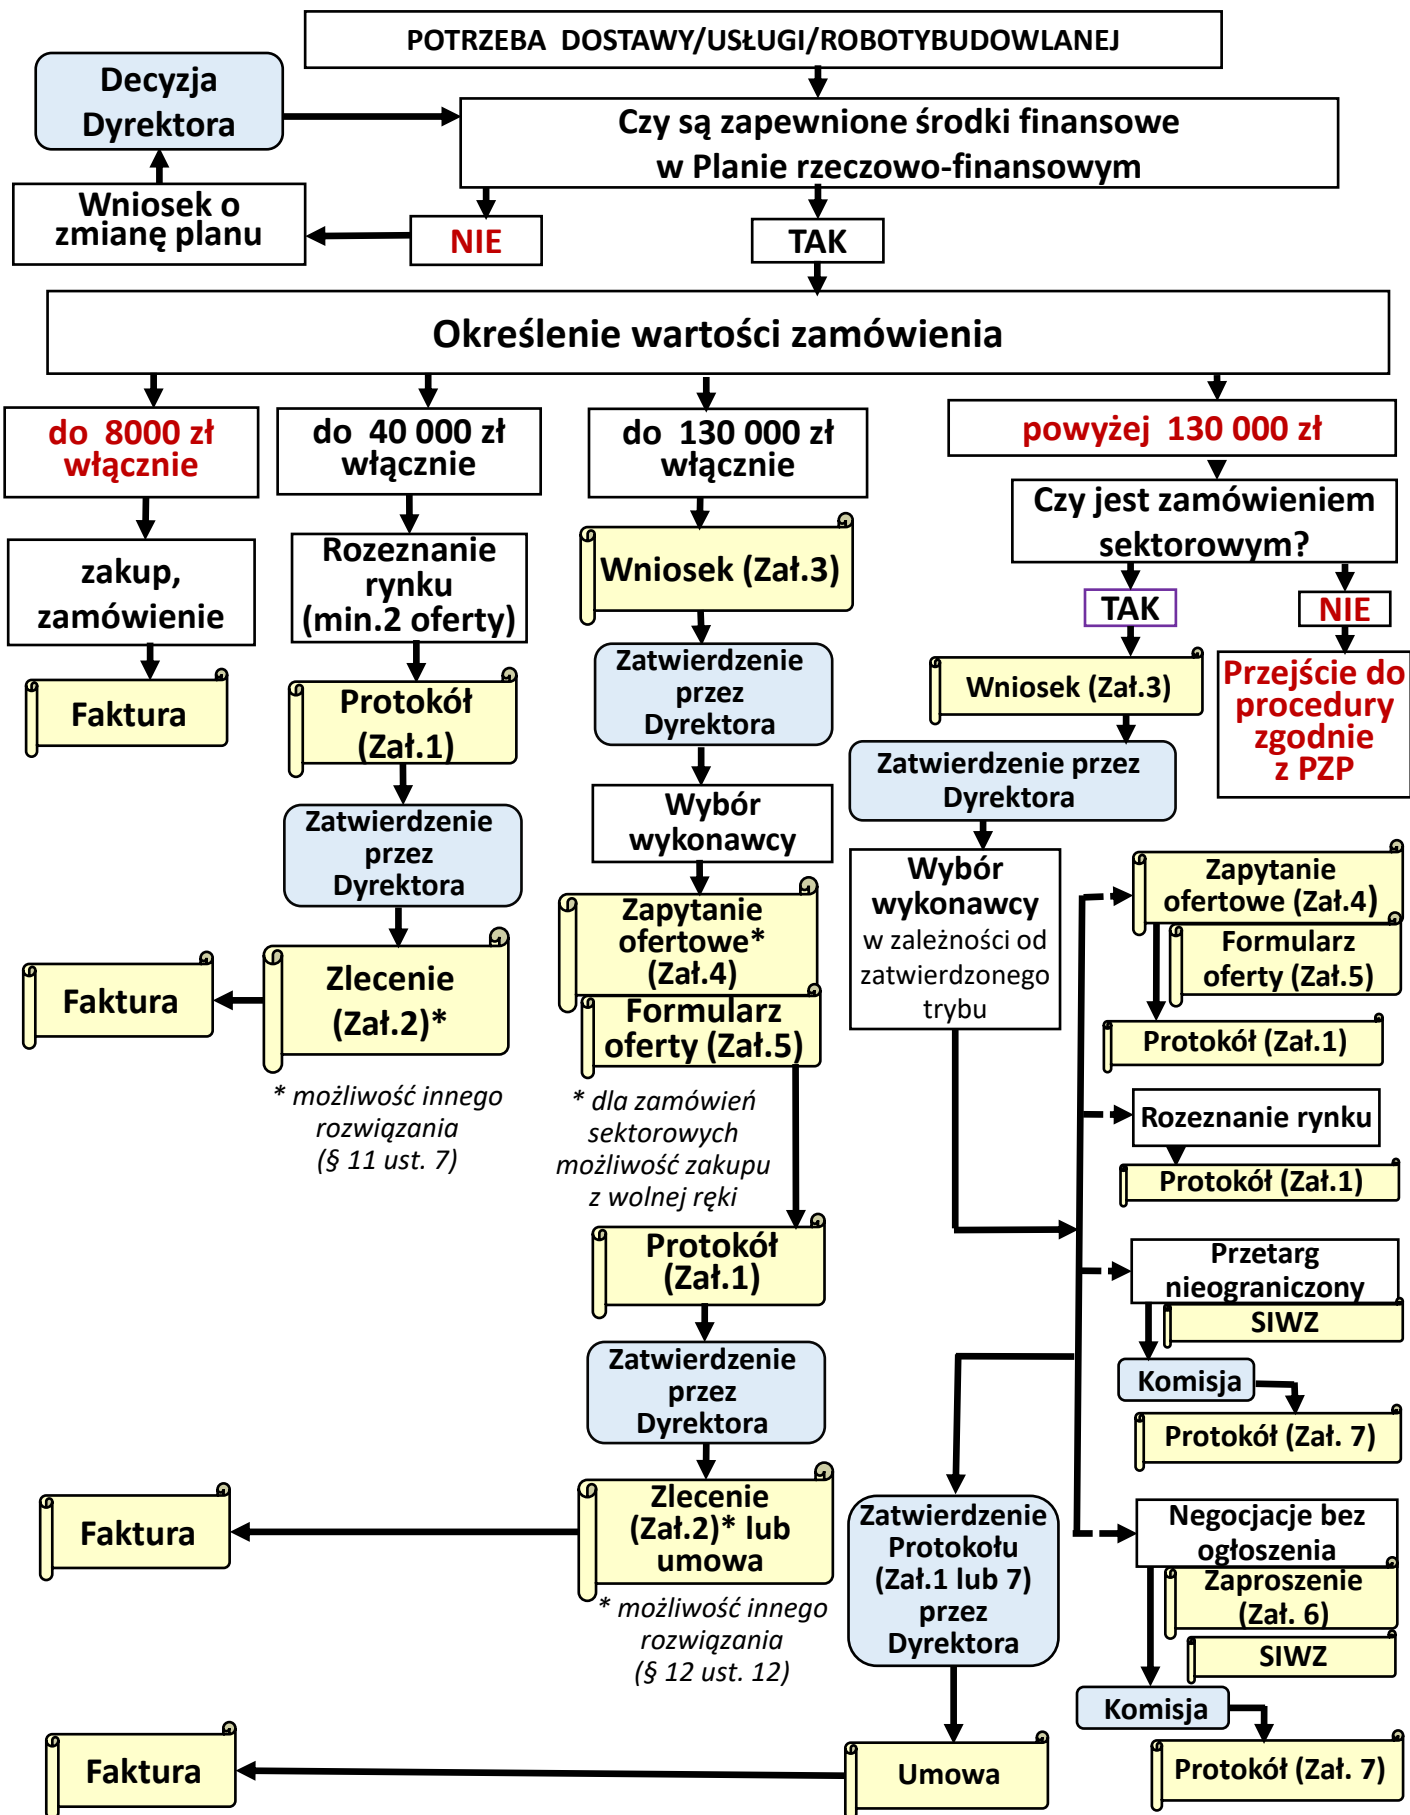 POTRZEBA DOSTAWY/USŁUGI/ROBOTYBUDOWLANEJ
Decyzja
Dyrektora
Czy są zapewnione środki finansowe
w Planie rzeczowo-finansowym
Wniosek o
zmianę planu
NIE
TAK
Określenie wartości zamówienia
do 8000 zł
włącznie
zakup,
zamówienie
Faktura
do 40 000 zł
włącznie
Rozeznanie
rynku
(min.2 oferty)
Protokół
(Zał.1)
Zatwierdzenie
przez
Dyrektora
Zlecenie
(Zał.2)*
Faktura
* możliwość innego
rozwiązania
(§ 11 ust. 7)
do 130 000 zł
włącznie
Wniosek (Zał.3)
Zatwierdzenie
przez
Dyrektora
Wybór
wykonawcy
Zapytanie
ofertowe*
(Zał.4)
Formularz
oferty (Zał.5)
* dla zamówień
sektorowych
możliwość zakupu
z wolnej ręki
Protokół
(Zał.1)
Zatwierdzenie
przez
Dyrektora
Zlecenie
(Zał.2)* lub
umowa
Faktura
* możliwość innego
rozwiązania
(§ 12 ust. 12)
powyżej 130 000 zł
Czy jest zamówieniem
sektorowym?
TAK
NIE
Przejście do
procedury
zgodnie
z PZP
Wniosek (Zał.3)
Zatwierdzenie przez
Dyrektora
Wybór
wykonawcy
w zależności od
zatwierdzonego
trybu
Zapytanie
ofertowe (Zał.4)
Formularz
oferty (Zał.5)
Protokół (Zał.1)
Rozeznanie rynku
Protokół (Zał.1)
Przetarg
nieograniczony
SIWZ
Komisja
Protokół (Zał. 7)
Negocjacje bez
ogłoszenia
Zaproszenie
(Zał. 6)
SIWZ
Komisja
Protokół (Zał. 7)
Zatwierdzenie
Protokołu
(Zał.1 lub 7)
przez
Dyrektora
Umowa
Faktura